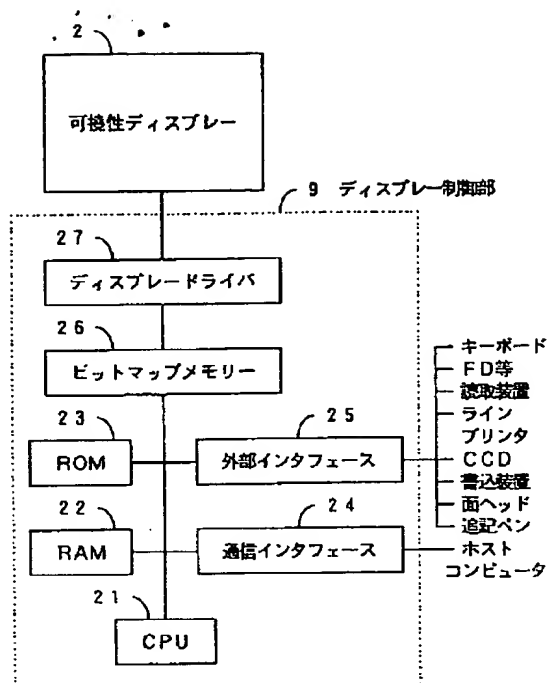 2
可撓性ディスプレー
9 ディスプレー制御部
27
ディスプレードライバ
26
ビットマップメモリー
23
ROM
25
外部インタフェース
キーボード
FD等
読取装置
ライン
プリンタ
CCD
書込装置
面ヘッド
追記ペン
22
RAM
24
通信インタフェース
ホスト
コンピュータ
21
CPU